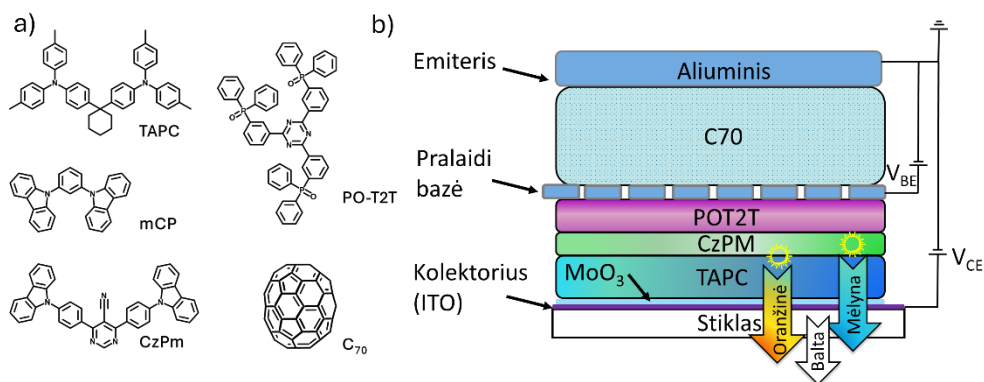 a)
TAPC
mCP
CzPm
PO-T2T
C70
b)
Emiteris
Aliuminis
C70
Pralaidi
bazė
VBE
POT2T
CzPM
TAPC
MoO3
Kolektorius
(ITO)
Stiklas
Oranžinė
Balta
Mėlyna
VCE
N
N
N
N
N
N
N
N
N
N
N
N
N
P
O
P
O
P
O